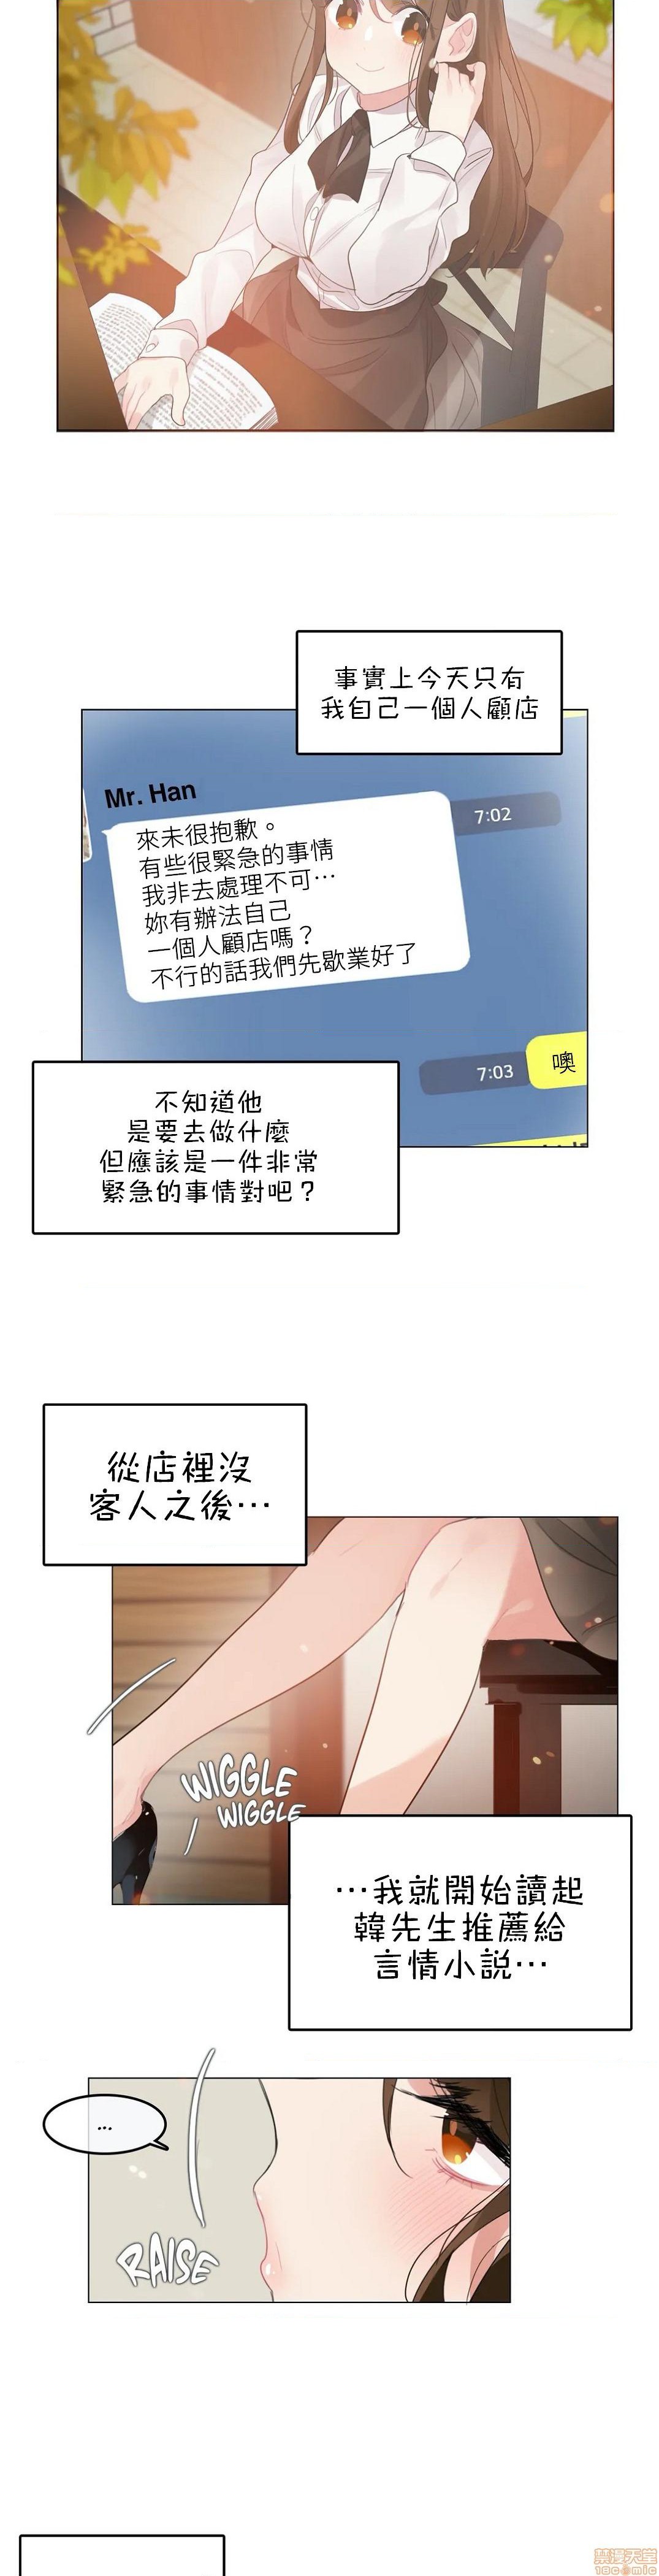 事實上今天只有
我自己一個人顧店
Mr. Han
來未很抱歉。
有些很緊急的事情
我非去處理不可…
妳有辦法自己
一個人顧店嗎？
不行的話我們先歇業好了
7:02
7:03
噢
不知道他
是要去做什麼
但應該是一件非常
緊急的事情對吧？
從店裡沒
客人之後…
WIGGLE
WIGGLE
…我就開始讀起
韓先生推薦給
言情小説…
...
RAISE
禁漫天堂